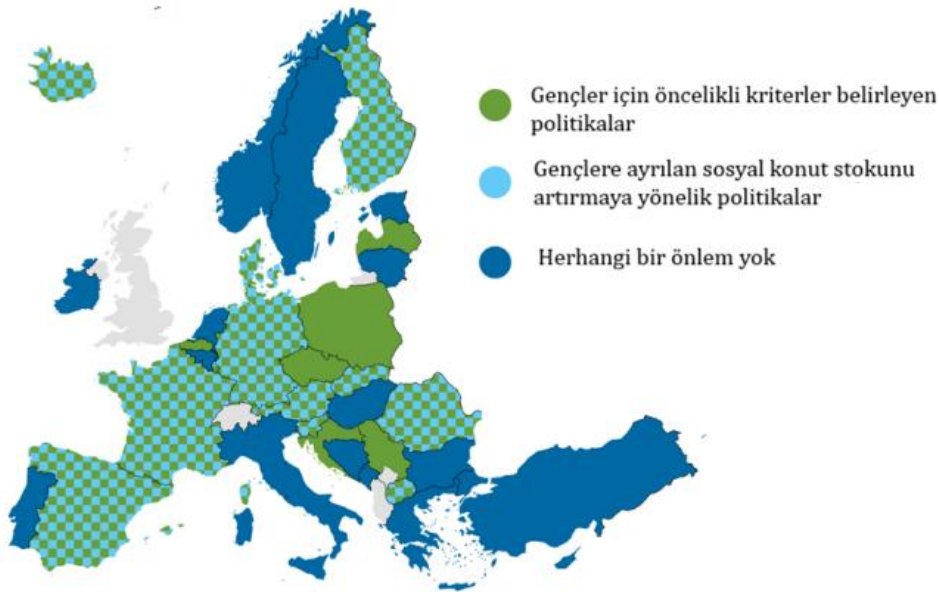 Gençler için öncelikli kriterler belirleyen
politikalar
Gençlere ayrılan sosyal konut stokunu
artırmaya yönelik politikalar
Herhangi bir önlem yok